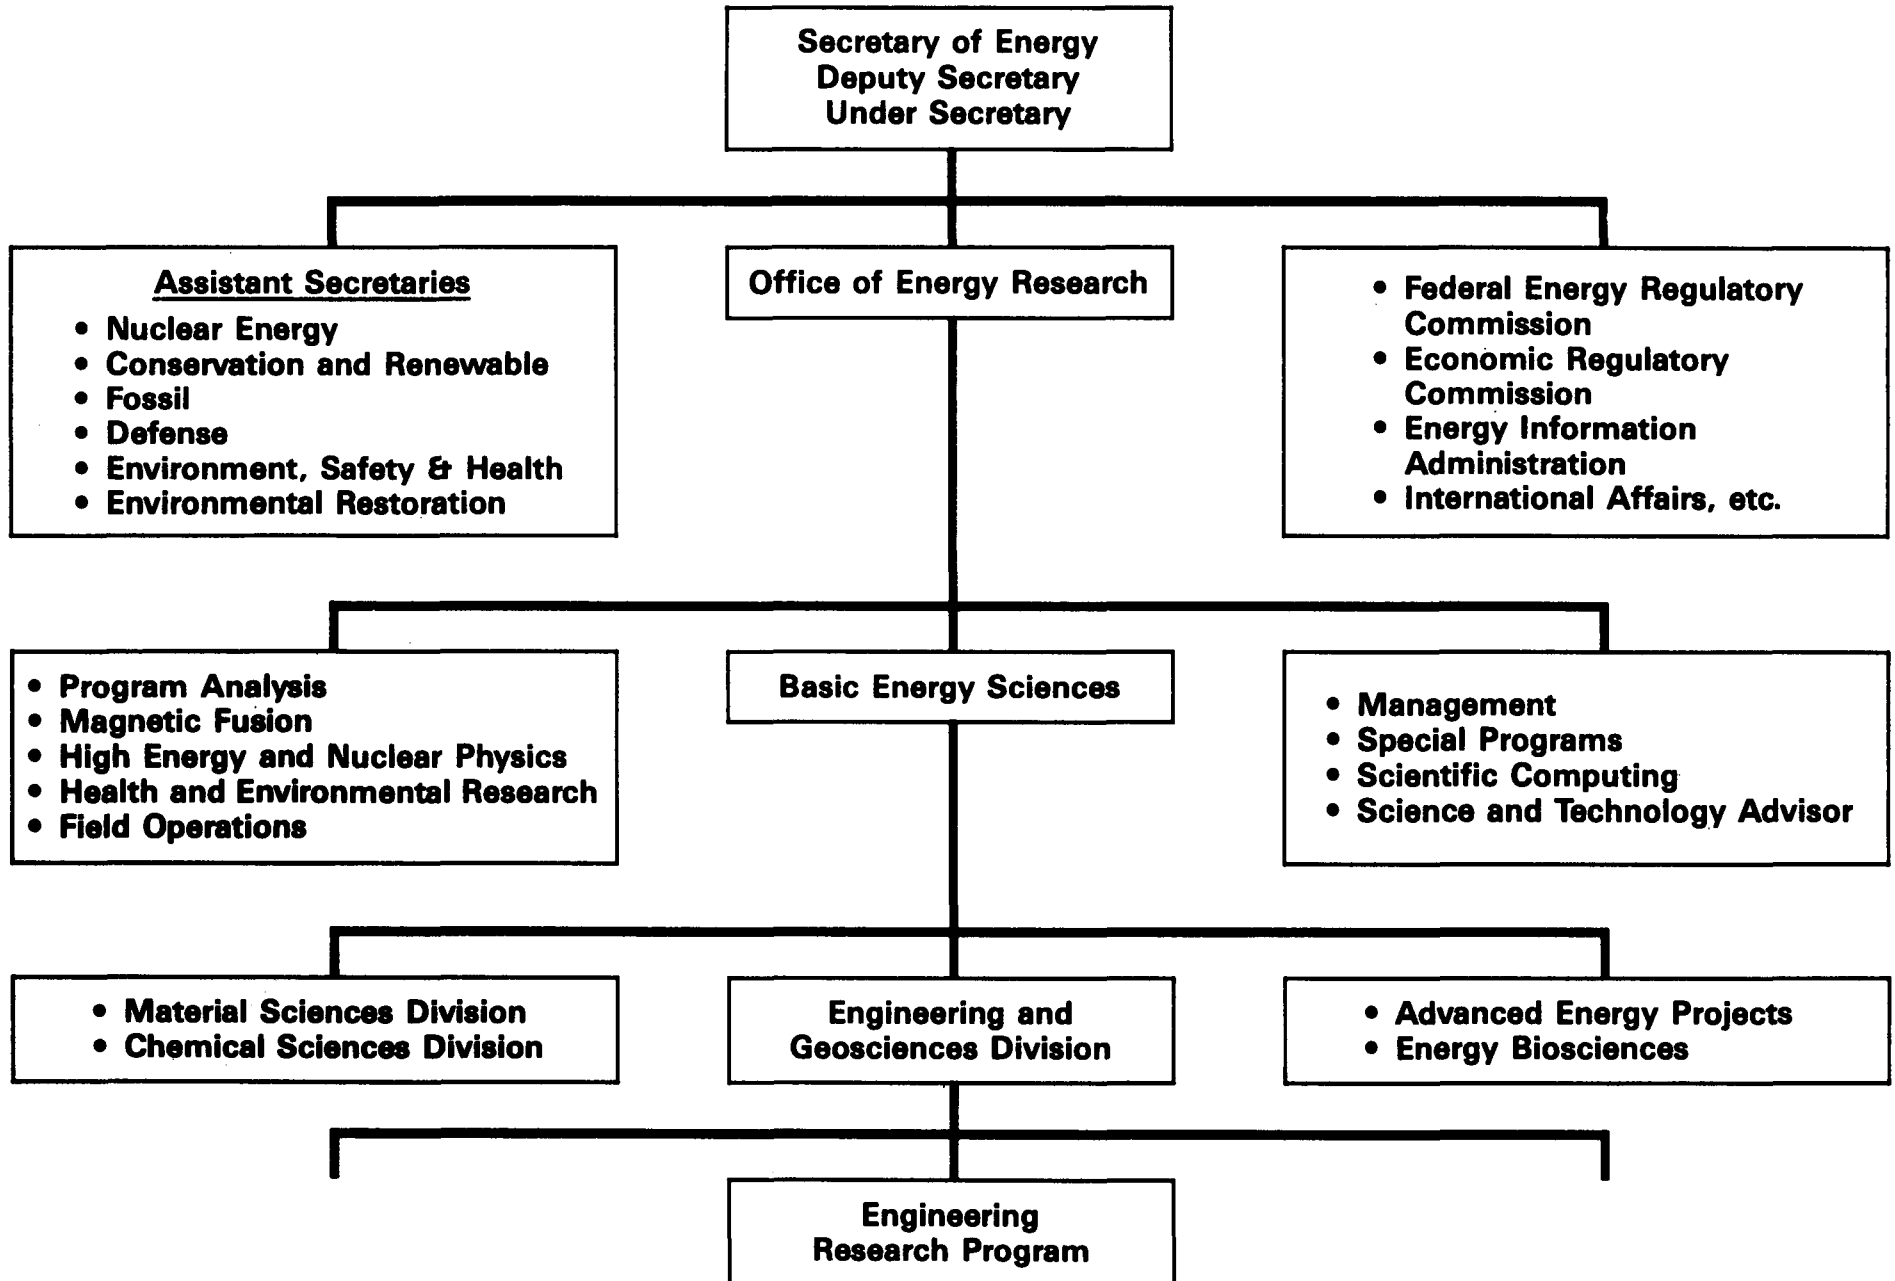 Secretary of Energy
Deputy Secretary
Under Secretary
Assistant Secretaries
• Nuclear Energy
• Conservation and Renewable
• Fossil
• Defense
• Environment, Safety & Health
• Environmental Restoration
Office of Energy Research
• Federal Energy Regulatory
Commission
• Economic Regulatory
Commission
• Energy Information
Administration
• International Affairs, etc.
• Program Analysis
• Magnetic Fusion
• High Energy and Nuclear Physics
• Health and Environmental Research
• Field Operations
Basic Energy Sciences
• Management
• Special Programs
• Scientific Computing
• Science and Technology Advisor
• Material Sciences Division
• Chemical Sciences Division
Engineering and
Geosciences Division
• Advanced Energy Projects
• Energy Biosciences
Engineering
Research Program